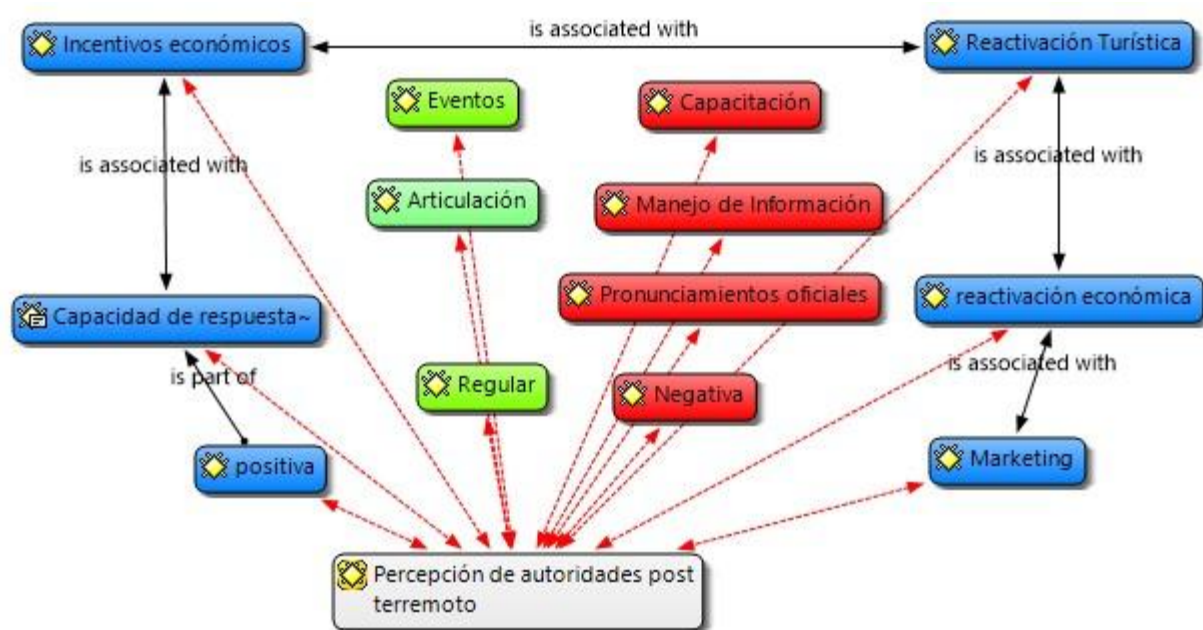 is associated with
Incentivos económicos
Reactivación Turística
Eventos
Capacitación
is associated with
is associated with
Articulación
Manejo de Información
Pronunciamientos oficiales
reactivación económica
Capacidad de respuesta~
is associated with
is part of
Regular
Negativa
positiva
Marketing
Percepción de autoridades post
terremoto